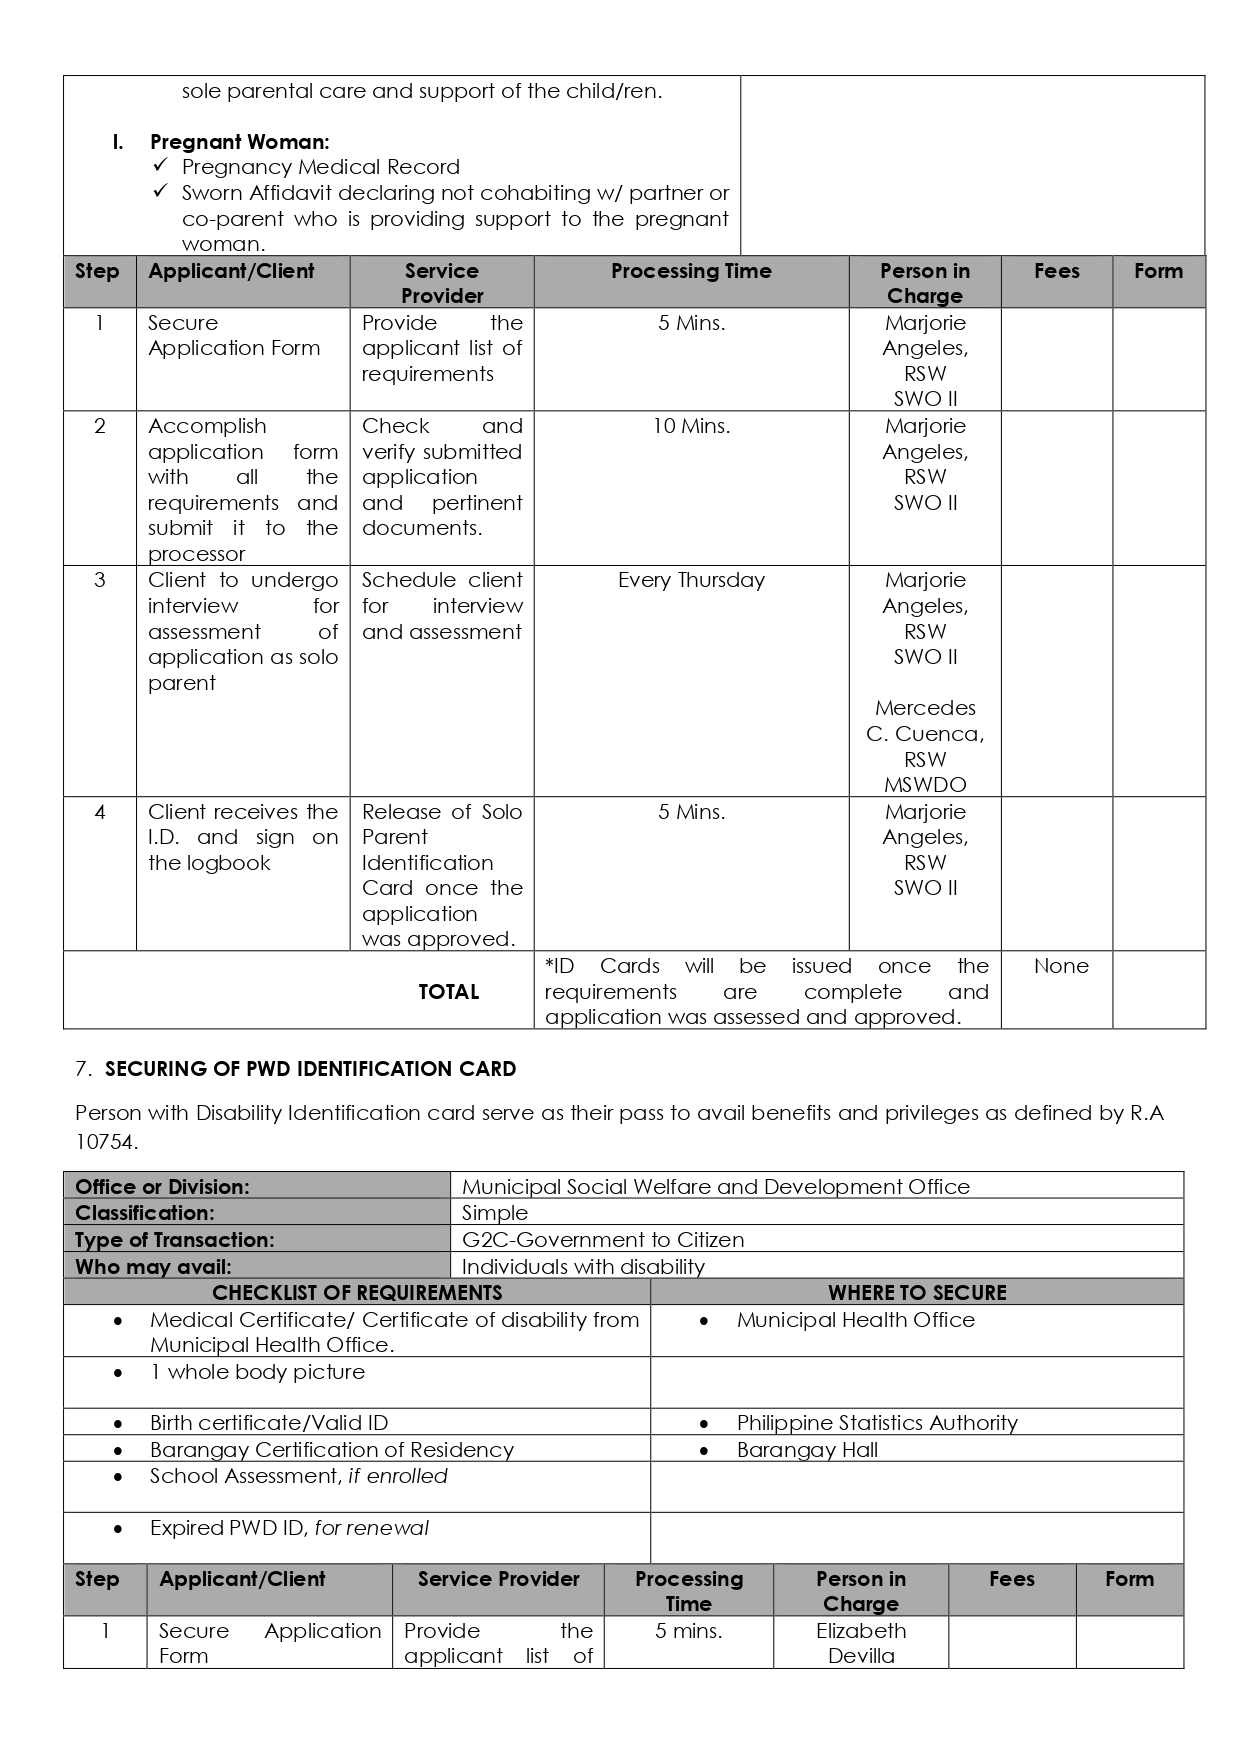 sole parental care and support of the child/ren.
I. Pregnant Woman:
✓ Pregnancy Medical Record
✓ Sworn Affidavit declaring not cohabiting w/ partner or
co-parent who is providing support to the pregnant
woman.
Step Applicant/Client Service Provider Processing Time Person in Charge Fees Form
1
Secure
Application Form
Provide the
applicant list of
requirements
5 Mins.
Marjorie
Angeles,
RSW
SWO II
2
Accomplish
application form
with all the
requirements and
submit it to the
processor
Check and
verify submitted
application
and pertinent
documents.
10 Mins.
Marjorie
Angeles,
RSW
SWO II
3
Client to undergo
interview for
assessment of
application as solo
parent
Schedule client
for interview
and assessment
Every Thursday
Marjorie
Angeles,
RSW
SWO II
Mercedes
C. Cuenca,
RSW
MSWDO
4
Client receives the
I.D. and sign on
the logbook
Release of Solo
Parent
Identification
Card once the
application
was approved.
5 Mins.
Marjorie
Angeles,
RSW
SWO II
TOTAL
*ID Cards will be issued once the
requirements are complete and
application was assessed and approved.
None
7. SECURING OF PWD IDENTIFICATION CARD
Person with Disability Identification card serve as their pass to avail benefits and privileges as defined by R.A
10754.
Office or Division: Municipal Social Welfare and Development Office
Classification: Simple
Type of Transaction: G2C-Government to Citizen
Who may avail: Individuals with disability
CHECKLIST OF REQUIREMENTS WHERE TO SECURE
• Medical Certificate/ Certificate of disability from
Municipal Health Office.
• Municipal Health Office
• 1 whole body picture
• Birth certificate/Valid ID • Philippine Statistics Authority
• Barangay Certification of Residency • Barangay Hall
• School Assessment, if enrolled
• Expired PWD ID, for renewal
Step Applicant/Client Service Provider Processing Time Person in Charge Fees Form
1
Secure Application
Form
Provide the
applicant list of
5 mins.
Elizabeth
Devilla